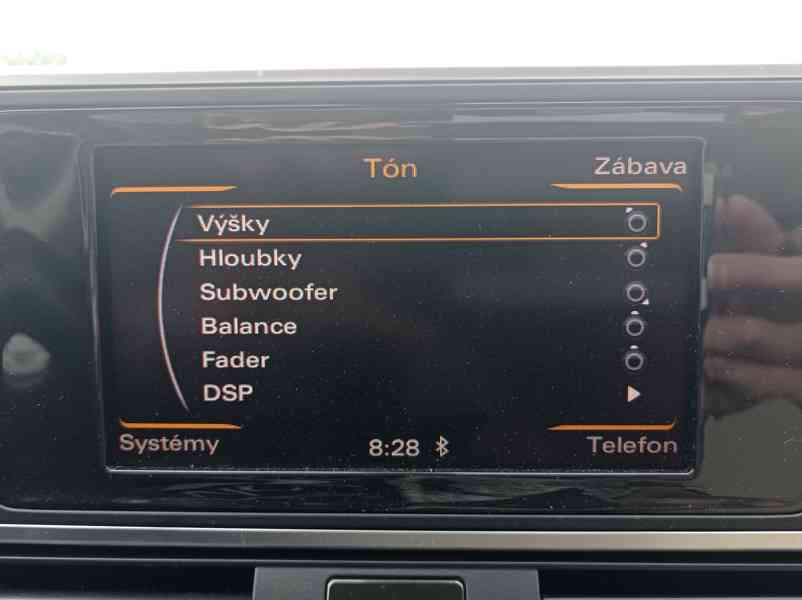 Tón
Zábava
Výšky
Hloubky
Subwoofer
Balance
Fader
DSP
Systémy
8:28
Telefon